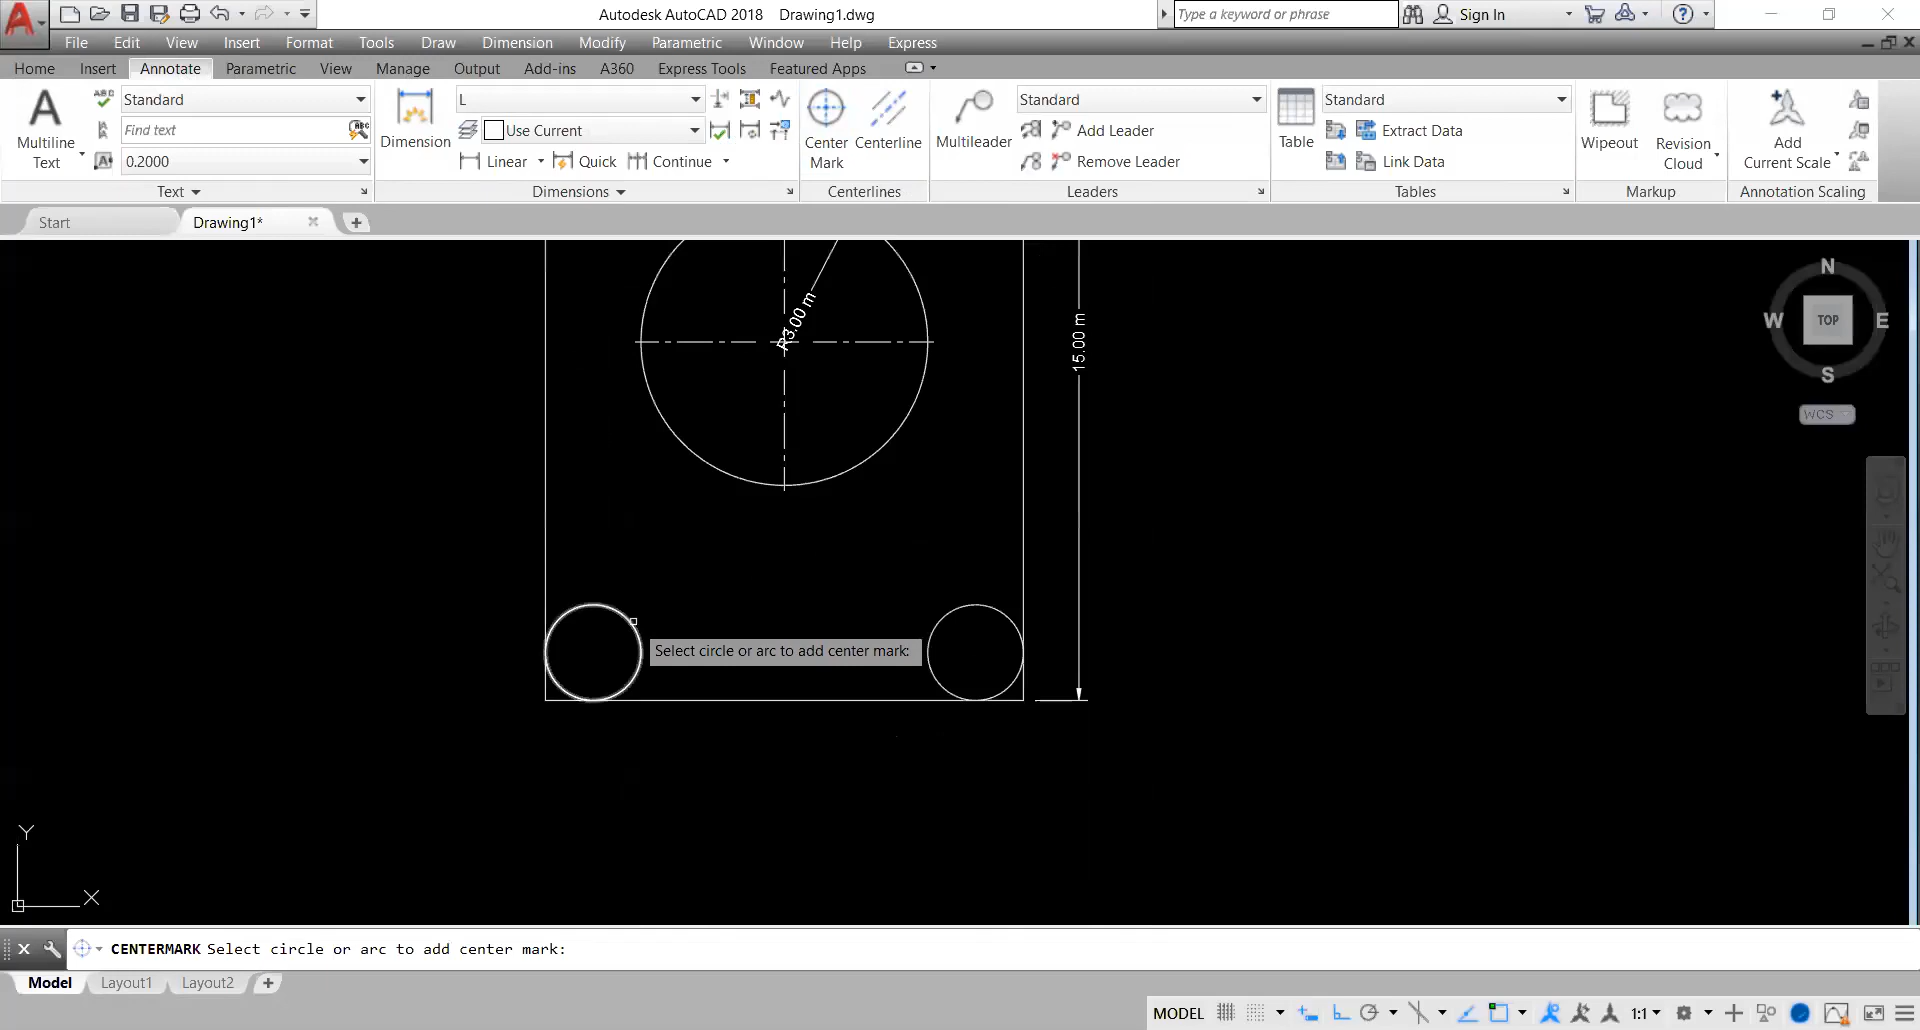 Autodesk AutoCAD 2018 Drawing1.dwg
Type a keyword or phrase
Sign In
File Edit View Insert Format Tools Draw Dimension Modify Parametric Window Help Express
Home Insert Annotate Parametric View Manage Output Add-ins A360 Express Tools Featured Apps
A
Multiline
Text
ABC
Standard
Find text
ABC
0.2000
Text
Dimension
L
Use Current
Linear
Quick
Continue
Dimensions
Center
Mark
Centerline
Centerlines
Multileader
Standard
Add Leader
Remove Leader
Leaders
Table
Standard
Extract Data
Link Data
Tables
Wipeout
Revision
Cloud
Markup
Add
Current Scale
Annotation Scaling
Start
Drawing1*
R3.00 m
15.00 m
N
W
TOP
E
S
WCS
Select circle or arc to add center mark:
Y
X
CENTERMARK Select circle or arc to add center mark:
Model Layout1 Layout2
MODEL
1:1